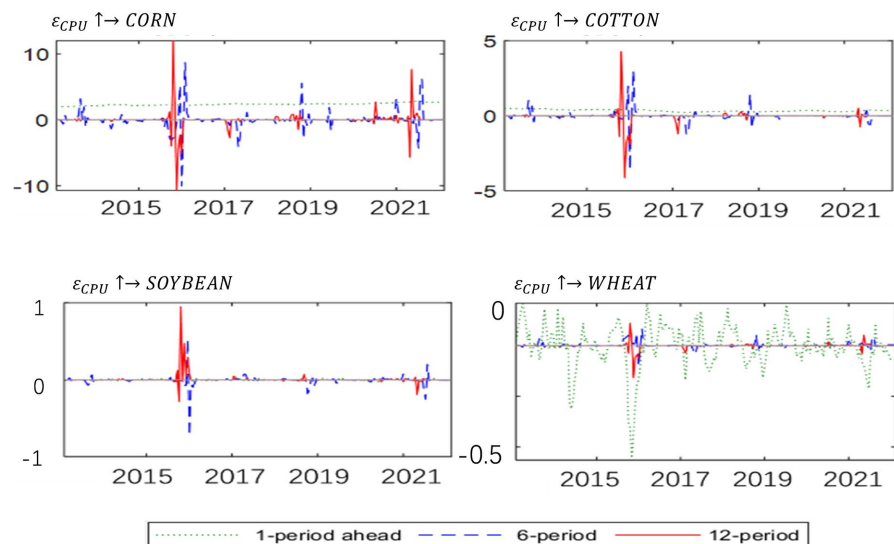 ε_CPU ↑→ CORN
10
0
-10
2015 2017 2019 2021
ε_CPU ↑→ COTTON
5
0
-5
2015 2017 2019 2021
ε_CPU ↑→ SOYBEAN
1
0
-1
2015 2017 2019 2021
ε_CPU ↑→ WHEAT
0
-0.5
2015 2017 2019 2021
1-period ahead 6-period 12-period